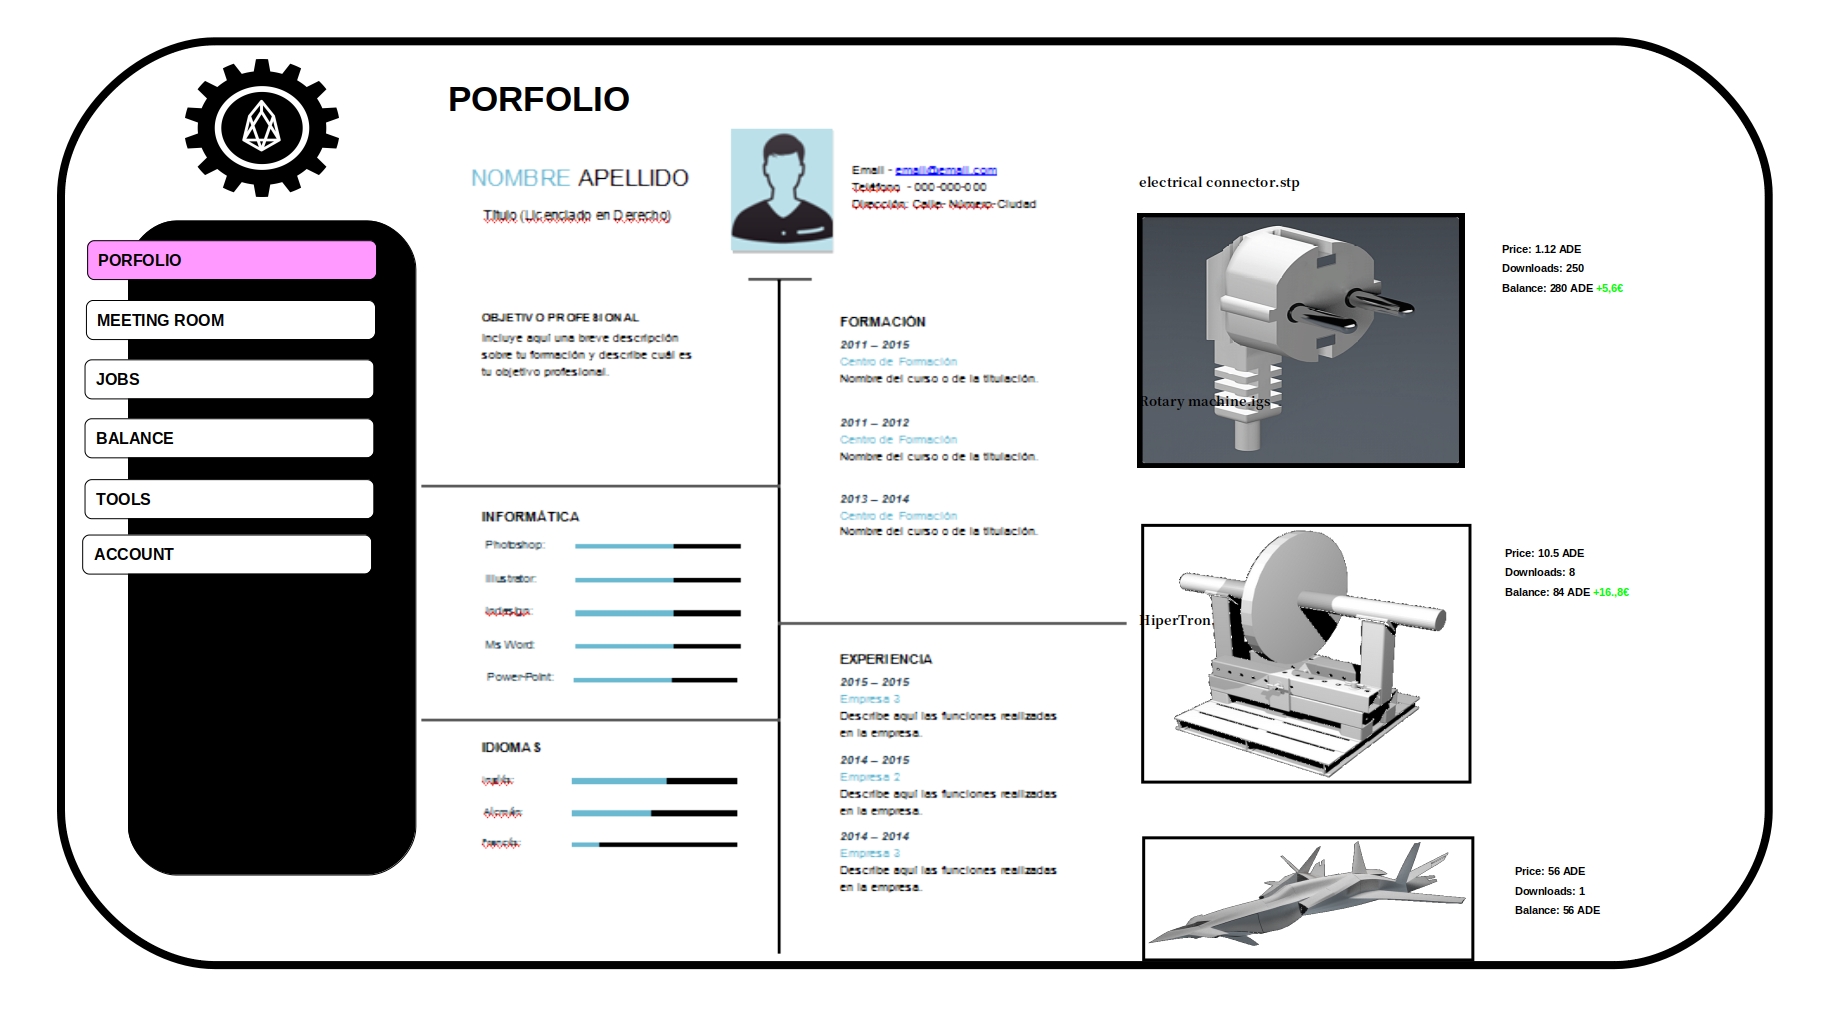 PORFOLIO
PORFOLIO
MEETING ROOM
JOBS
BALANCE
TOOLS
ACCOUNT
NOMBRE APELLIDO
Título (Licenciado en Derecho)
Email - email@email.com
Teléfono - 000-000-000
Dirección: Calle- Número-Ciudad
OBJETIVO PROFESIONAL
Incluye aquí una breve descripción
sobre tu formación y describe cuál es
tu objetivo profesional.
INFORMÁTICA
Photoshop:
Illustrator:
Indesign:
Ms Word:
Power-Point:
IDIOMAS
Inglés:
Alemán:
Francés:
FORMACIÓN
2011 – 2015
Centro de Formación
Nombre del curso o de la titulación.
2011 – 2012
Centro de Formación
Nombre del curso o de la titulación.
2013 – 2014
Centro de Formación
Nombre del curso o de la titulación.
EXPERIENCIA
2015 – 2015
Empresa 3
Describe aquí las funciones realizadas
en la empresa.
2014 – 2015
Empresa 2
Describe aquí las funciones realizadas
en la empresa.
2014 – 2014
Empresa 3
Describe aquí las funciones realizadas
en la empresa.
electrical connector.stp
Price: 1.12 ADE
Downloads: 250
Balance: 280 ADE +5,6€
Rotary machine.igs
Price: 10.5 ADE
Downloads: 8
Balance: 84 ADE +16.,8€
HiperTron.
Price: 56 ADE
Downloads: 1
Balance: 56 ADE